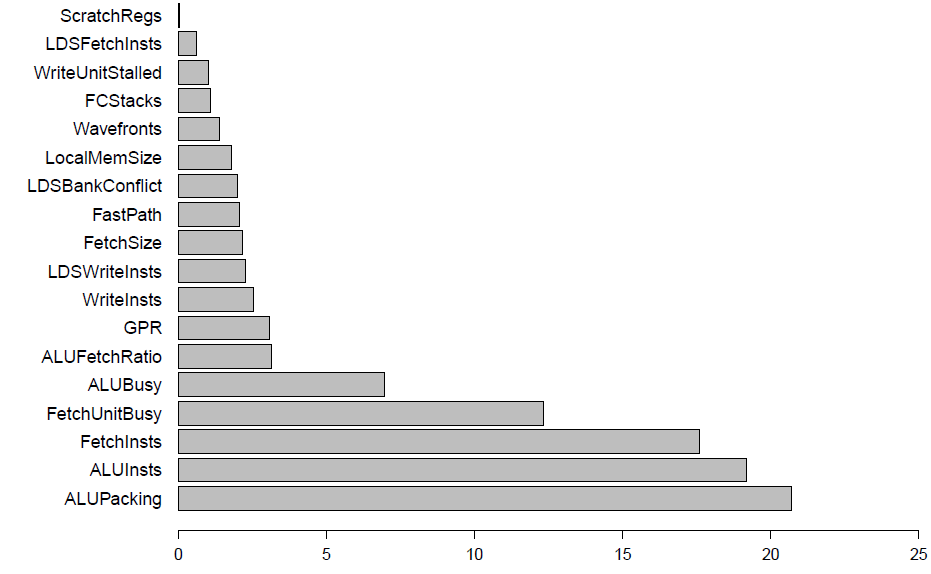 ScratchRegs
LDSFetchInsts
WriteUnitStalled
FCStacks
Wavefronts
LocalMemSize
LDSBankConflict
FastPath
FetchSize
LDSWriteInsts
WriteInsts
GPR
ALUFetchRatio
ALUBusy
FetchUnitBusy
FetchInsts
ALUInsts
ALUPacking
0 5 10 15 20 25